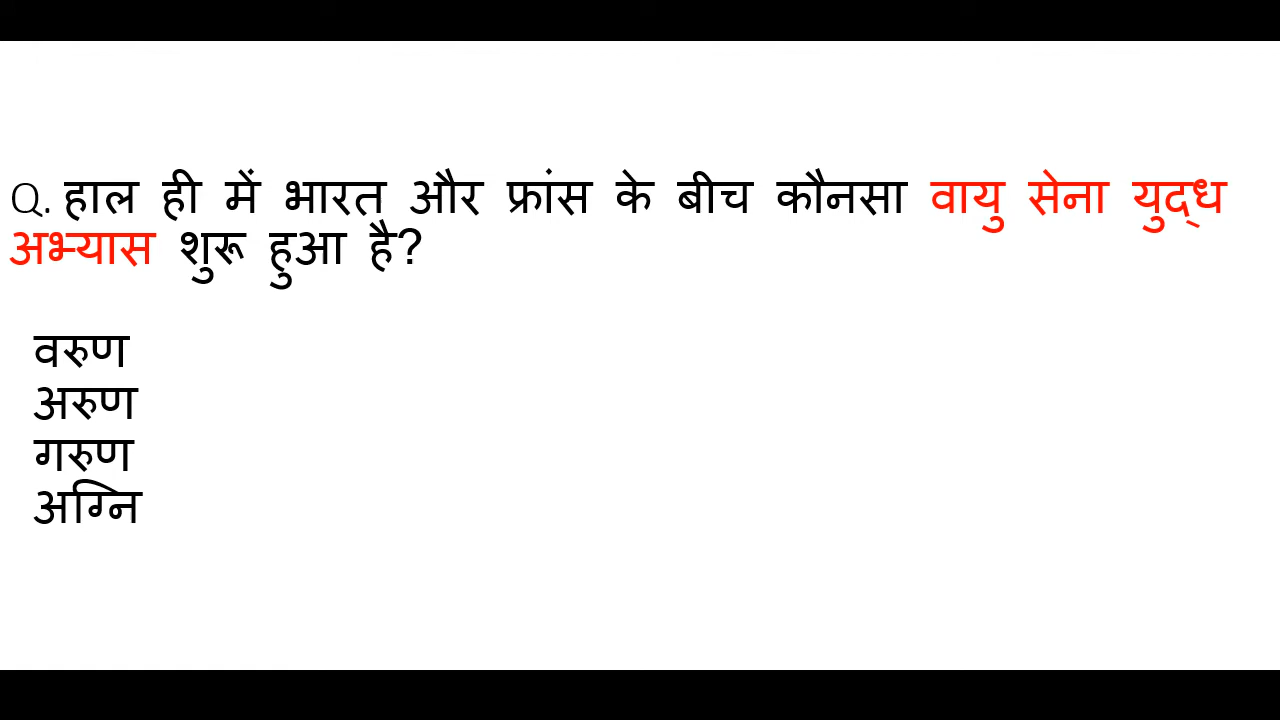 Q. हाल ही में भारत और फ्रांस के बीच कौनसा वायु सेना युद्ध
अभ्यास शुरू हुआ है?
वरुण
अरुण
गरुण
अग्नि